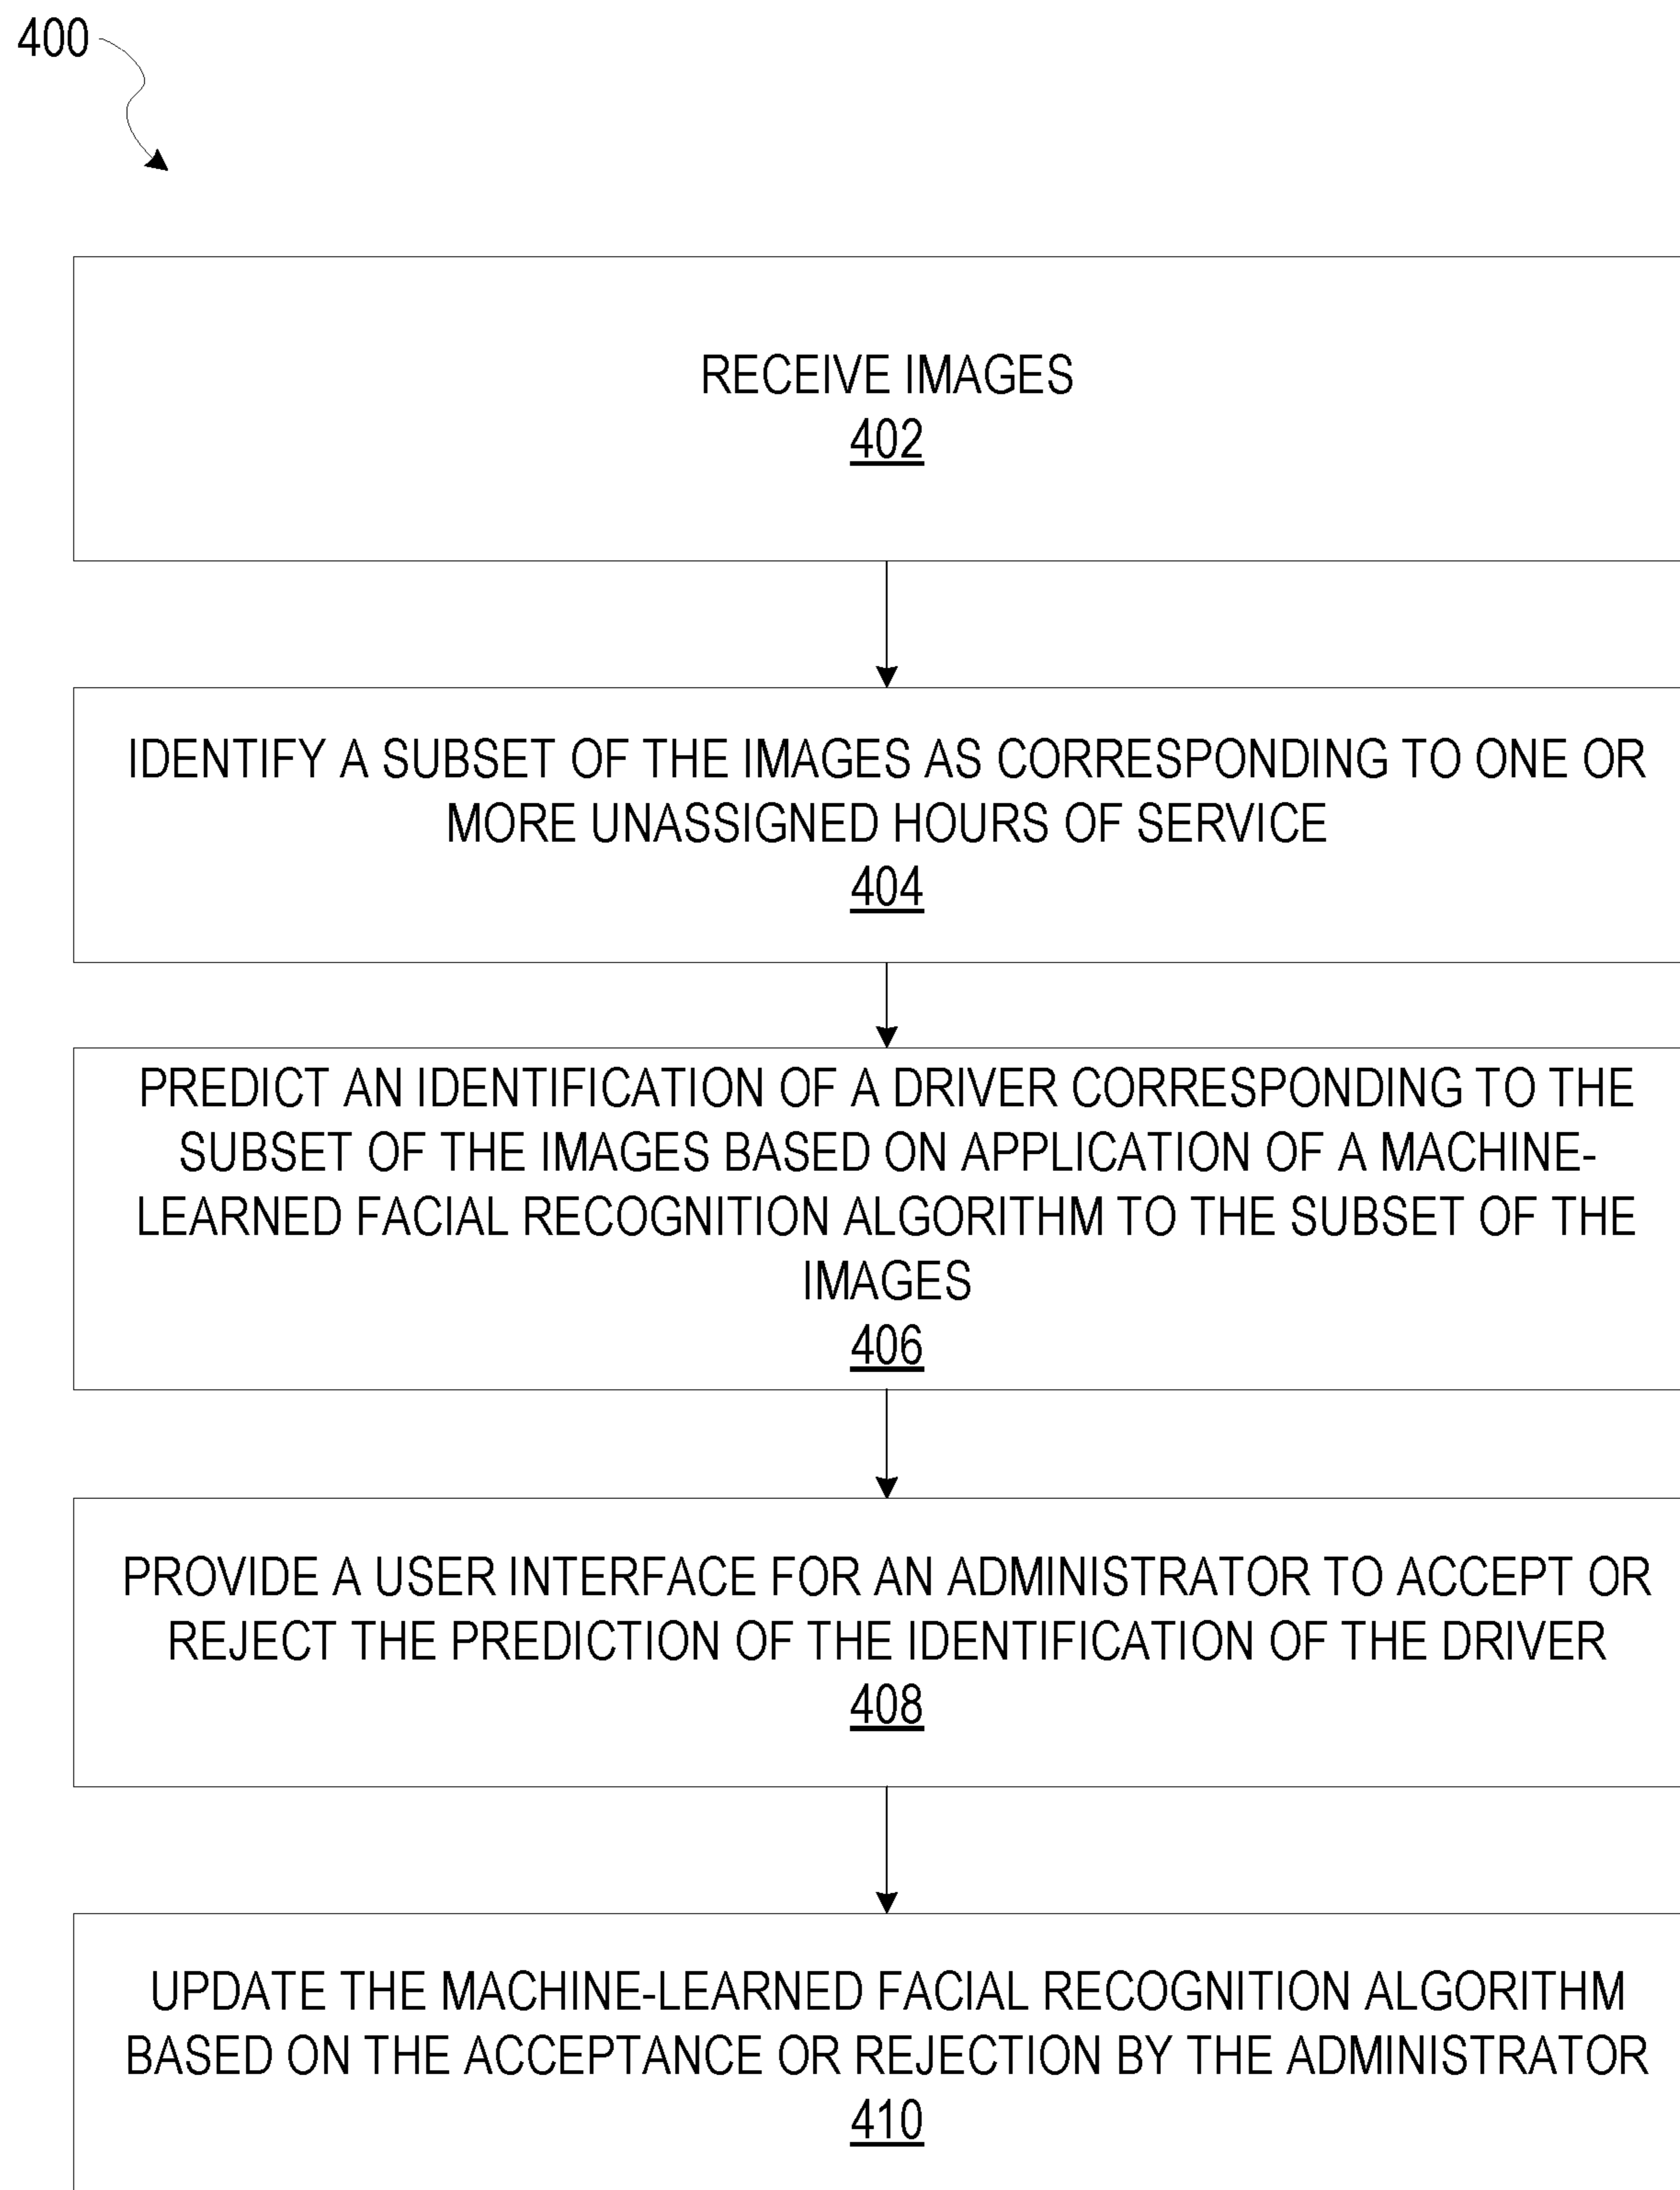 400
RECEIVE IMAGES
402
IDENTIFY A SUBSET OF THE IMAGES AS CORRESPONDING TO ONE OR
MORE UNASSIGNED HOURS OF SERVICE
404
PREDICT AN IDENTIFICATION OF A DRIVER CORRESPONDING TO THE
SUBSET OF THE IMAGES BASED ON APPLICATION OF A MACHINE-
LEARNED FACIAL RECOGNITION ALGORITHM TO THE SUBSET OF THE
IMAGES
406
PROVIDE A USER INTERFACE FOR AN ADMINISTRATOR TO ACCEPT OR
REJECT THE PREDICTION OF THE IDENTIFICATION OF THE DRIVER
408
UPDATE THE MACHINE-LEARNED FACIAL RECOGNITION ALGORITHM
BASED ON THE ACCEPTANCE OR REJECTION BY THE ADMINISTRATOR
410